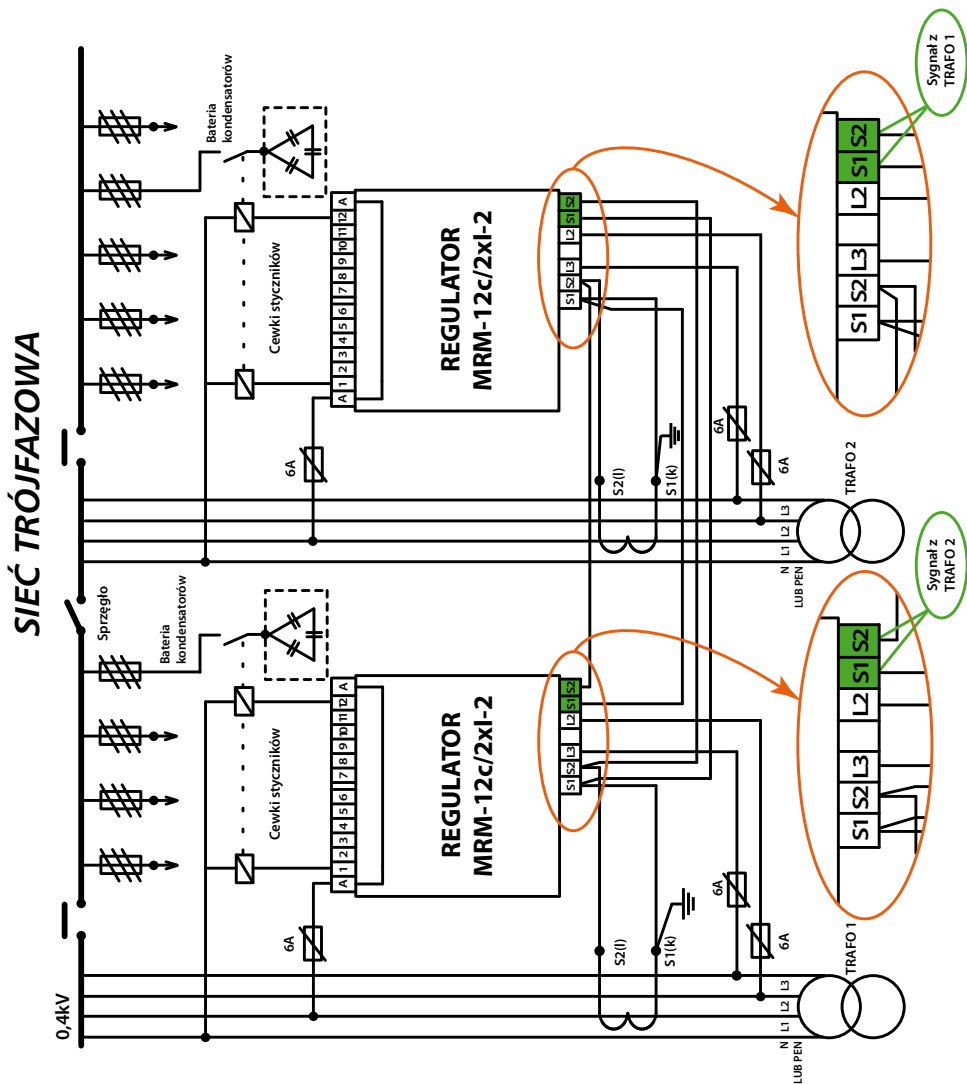 SIEĆ TRÓJFAZOWA
0,4kV
Sprzęgło
Bateria
kondensatorów
Cewki styczników
A 1 2 3 4 5 6 7 8 9 10 11 12 A
6A
REGULATOR
MRM-12c/2xI-2
S1 S2 L3 L2 S1 S2
S2(l)
S1(k)
6A
6A
N L1 L2 L3
LUB PEN
TRAFO 1
S1 S2 L3 L2 S1 S2
Sygnał z
TRAFO 2
Bateria
kondensatorów
Cewki styczników
A 1 2 3 4 5 6 7 8 9 10 11 12 A
6A
REGULATOR
MRM-12c/2xI-2
S1 S2 L3 L2 S1 S2
S2(l)
S1(k)
6A
6A
N L1 L2 L3
LUB PEN
TRAFO 2
S1 S2 L3 L2 S1 S2
Sygnał z
TRAFO 1